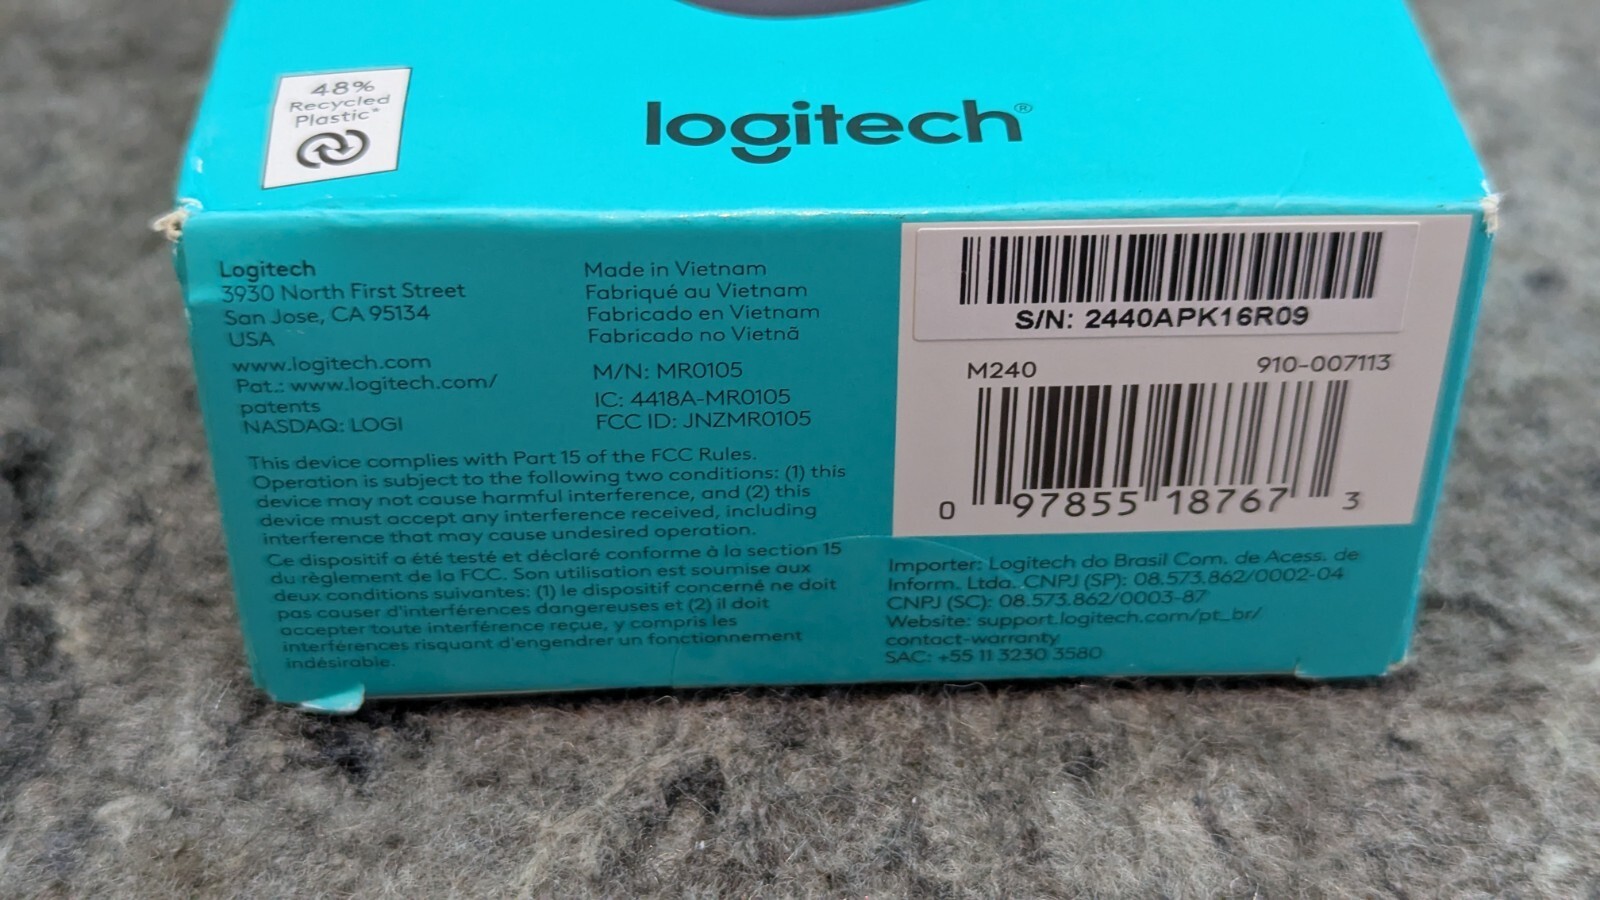 48%
Recycled
Plastic*
logitech®
Logitech
3930 North First Street
San Jose, CA 95134
USA
www.logitech.com
Pat.: www.logitech.com/
patents
NASDAQ: LOGI
Made in Vietnam
Fabriqué au Vietnam
Fabricado en Vietnam
Fabricado no Vietnã
M/N: MR0105
IC: 4418A-MR0105
FCC ID: JNZMR0105
This device complies with Part 15 of the FCC Rules.
Operation is subject to the following two conditions: (1) this
device may not cause harmful interference, and (2) this
device must accept any interference received, including
interference that may cause undesired operation.
Ce dispositif a été testé et déclaré conforme à la section 15
du règlement de la FCC. Son utilisation est soumise aux
deux conditions suivantes: (1) le dispositif concerné ne doit
pas causer d'interférences dangereuses et (2) il doit
accepter toute interférence reçue, y compris les
interférences risquant d'engendrer un fonctionnement
indésirable.
S/N: 2440APK16R09
M240 910-007113
0 97855 18767 3
Importer: Logitech do Brasil Com. de Acess. de
Inform. Ltda. CNPJ (SP): 08.573.862/0002-04
CNPJ (SC): 08.573.862/0003-87
Website: support.logitech.com/pt_br/
contact-warranty
SAC: +55 11 3230 3580